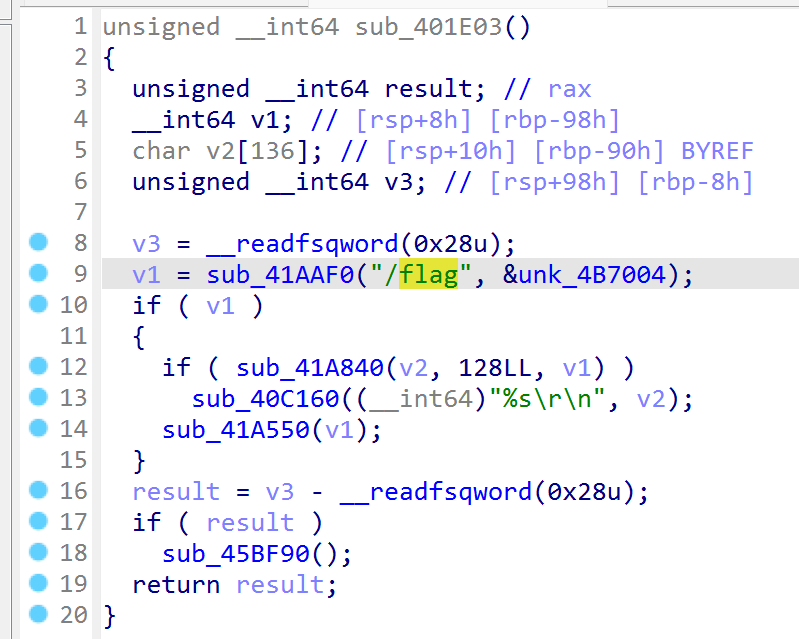 1 unsigned __int64 sub_401E03()
2 {
3   unsigned __int64 result; // rax
4   __int64 v1; // [rsp+8h] [rbp-98h]
5   char v2[136]; // [rsp+10h] [rbp-90h] BYREF
6   unsigned __int64 v3; // [rsp+98h] [rbp-8h]
7
8   v3 = __readfsqword(0x28u);
9   v1 = sub_41AAF0("/flag", &unk_4B7004);
10   if ( v1 )
11   {
12     if ( sub_41A840(v2, 128LL, v1) )
13       sub_40C160((__int64)"%s\r\n", v2);
14     sub_41A550(v1);
15   }
16   result = v3 - __readfsqword(0x28u);
17   if ( result )
18     sub_45BF90();
19   return result;
20 }